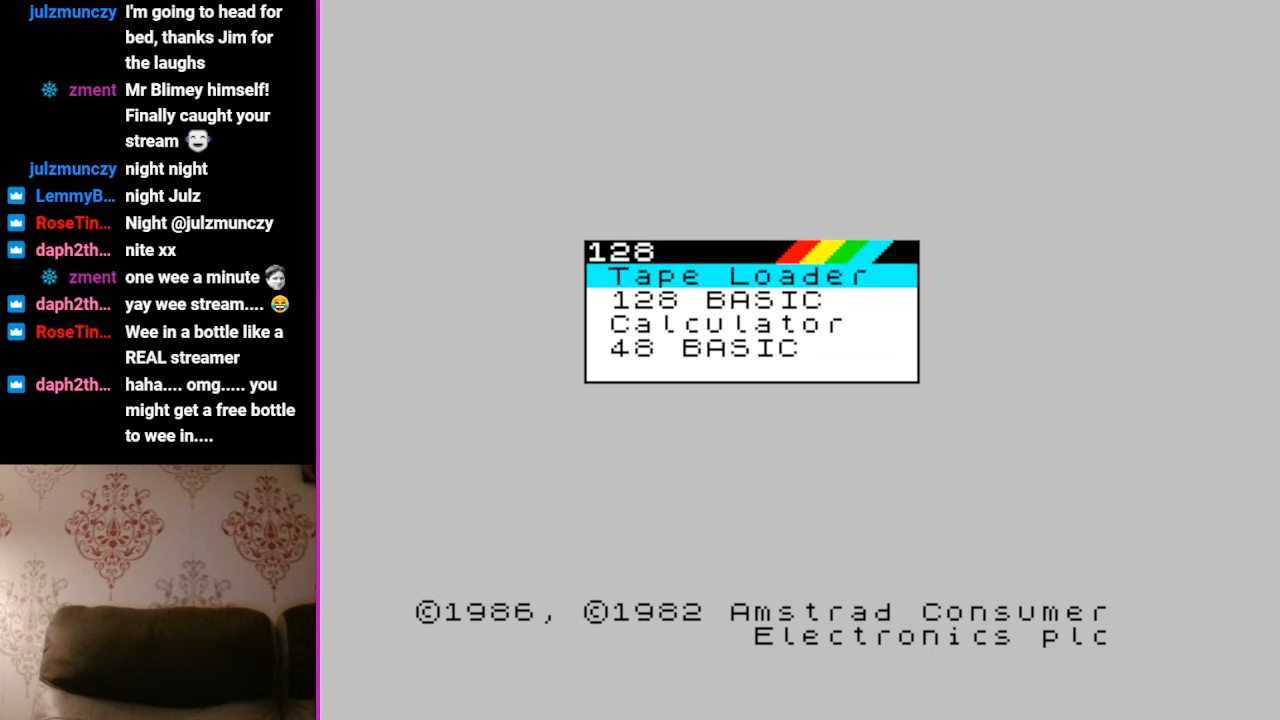 julzmunczy I'm going to head for
bed, thanks Jim for
the laughs
zment Mr Blimey himself!
Finally caught your
stream
julzmunczy night night
LemmyB... night Julz
RoseTin... Night @julzmunczy
daph2th... nite xx
zment one wee a minute
daph2th... yay wee stream....
RoseTin... Wee in a bottle like a
REAL streamer
daph2th... haha.... omg..... you
might get a free bottle
to wee in....
128
Tape Loader
128 BASIC
Calculator
48 BASIC
©1986, ©1982 Amstrad Consumer
Electronics plc